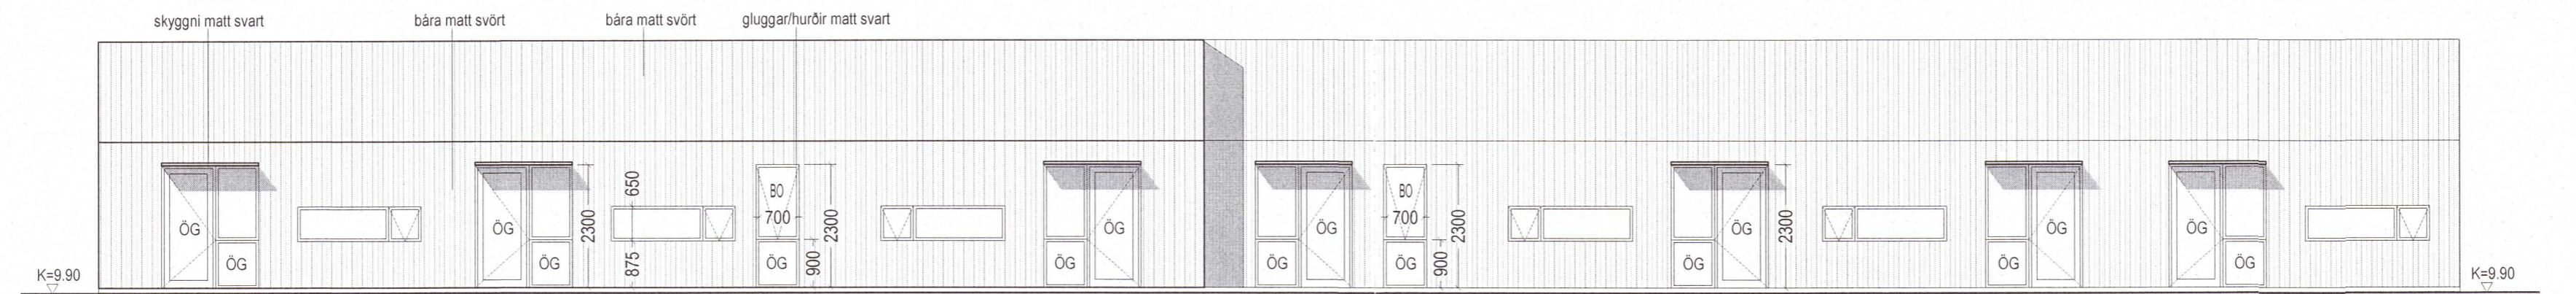 skyggni matt svart
bára matt svört
bára matt svört
gluggar/hurðir matt svart
K=9.90
ÖG
ÖG
ÖG
ÖG
2300
650
875
BO
700
ÖG
900
2300
ÖG
ÖG
ÖG
ÖG
BO
700
ÖG
900
2300
ÖG
ÖG
2300
ÖG
ÖG
ÖG
ÖG
K=9.90